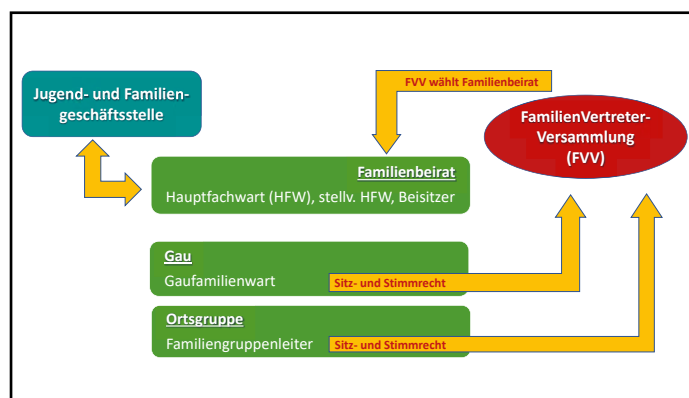 Jugend- und Familien-
geschäftsstelle
FVV wählt Familienbeirat
FamilienVertreter-
Versammlung
(FVV)
Familienbeirat
Hauptfachwart (HFW), stellv. HFW, Beisitzer
Gau
Gaufamilienwart
Sitz- und Stimmrecht
Ortsgruppe
Familiengruppenleiter
Sitz- und Stimmrecht